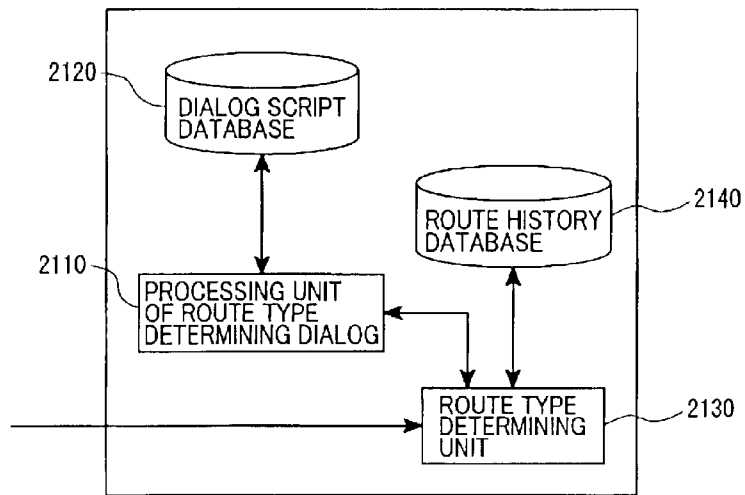 2120
DIALOG SCRIPT
DATABASE
2140
ROUTE HISTORY
DATABASE
2110
PROCESSING UNIT
OF ROUTE TYPE
DETERMINING DIALOG
ROUTE TYPE
DETERMINING
UNIT
2130